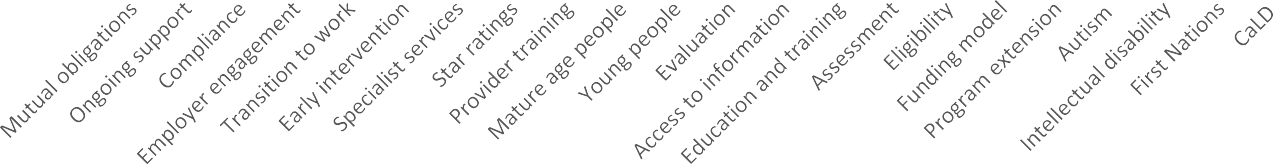 Mutual obligations
Ongoing support
Compliance
Employer engagement
Transition to work
Early intervention
Specialist services
Star ratings
Provider training
Mature age people
Young people
Evaluation
Access to information
Education and training
Assessment
Eligibility
Funding model
Program extension
Autism
Intellectual disability
First Nations
CaLD